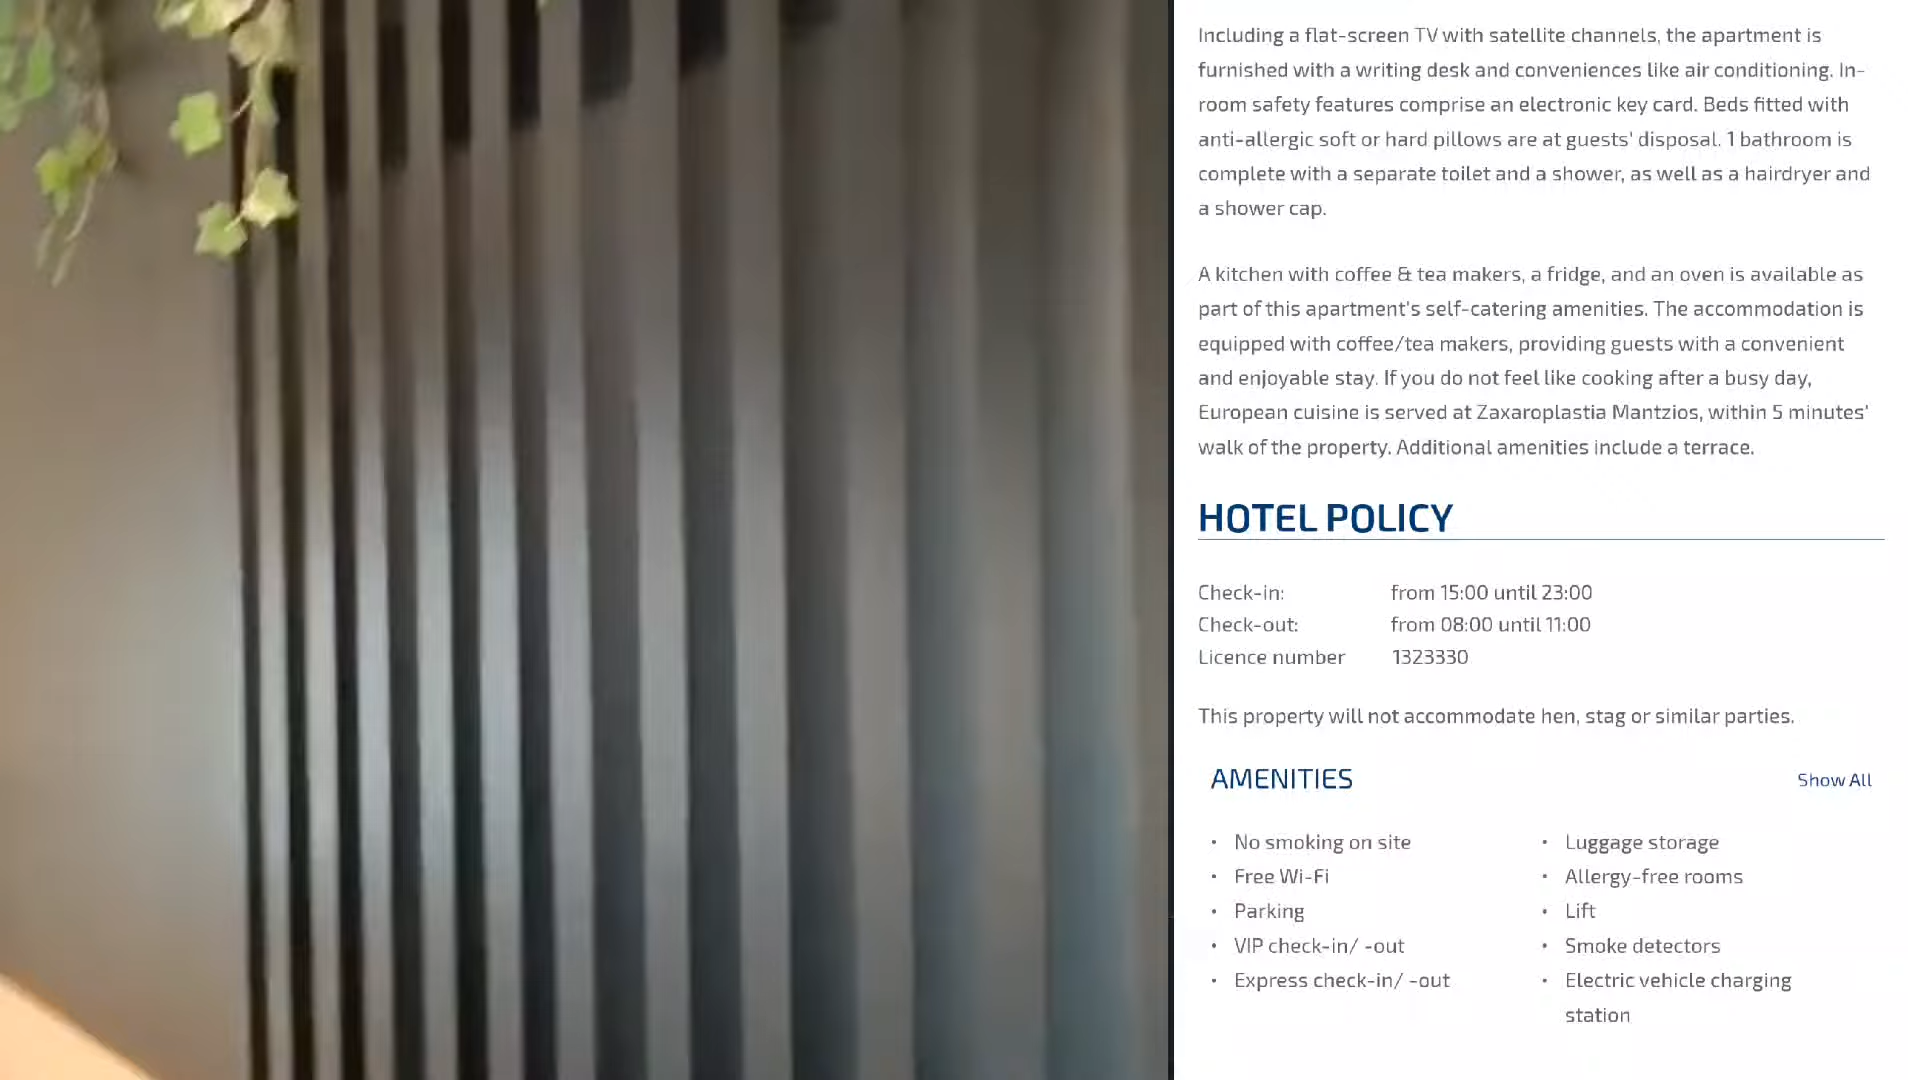 Including a flat-screen TV with satellite channels, the apartment is
furnished with a writing desk and conveniences like air conditioning. In-
room safety features comprise an electronic key card. Beds fitted with
anti-allergic soft or hard pillows are at guests' disposal. 1 bathroom is
complete with a separate toilet and a shower, as well as a hairdryer and
a shower cap.
A kitchen with coffee & tea makers, a fridge, and an oven is available as
part of this apartment's self-catering amenities. The accommodation is
equipped with coffee/tea makers, providing guests with a convenient
and enjoyable stay. If you do not feel like cooking after a busy day,
European cuisine is served at Zaxaroplastia Mantzios, within 5 minutes'
walk of the property. Additional amenities include a terrace.
HOTEL POLICY
Check-in: from 15:00 until 23:00
Check-out: from 08:00 until 11:00
Licence number 1323330
This property will not accommodate hen, stag or similar parties.
AMENITIES Show All
• No smoking on site
• Free Wi-Fi
• Parking
• VIP check-in/ -out
• Express check-in/ -out
• Luggage storage
• Allergy-free rooms
• Lift
• Smoke detectors
• Electric vehicle charging
station